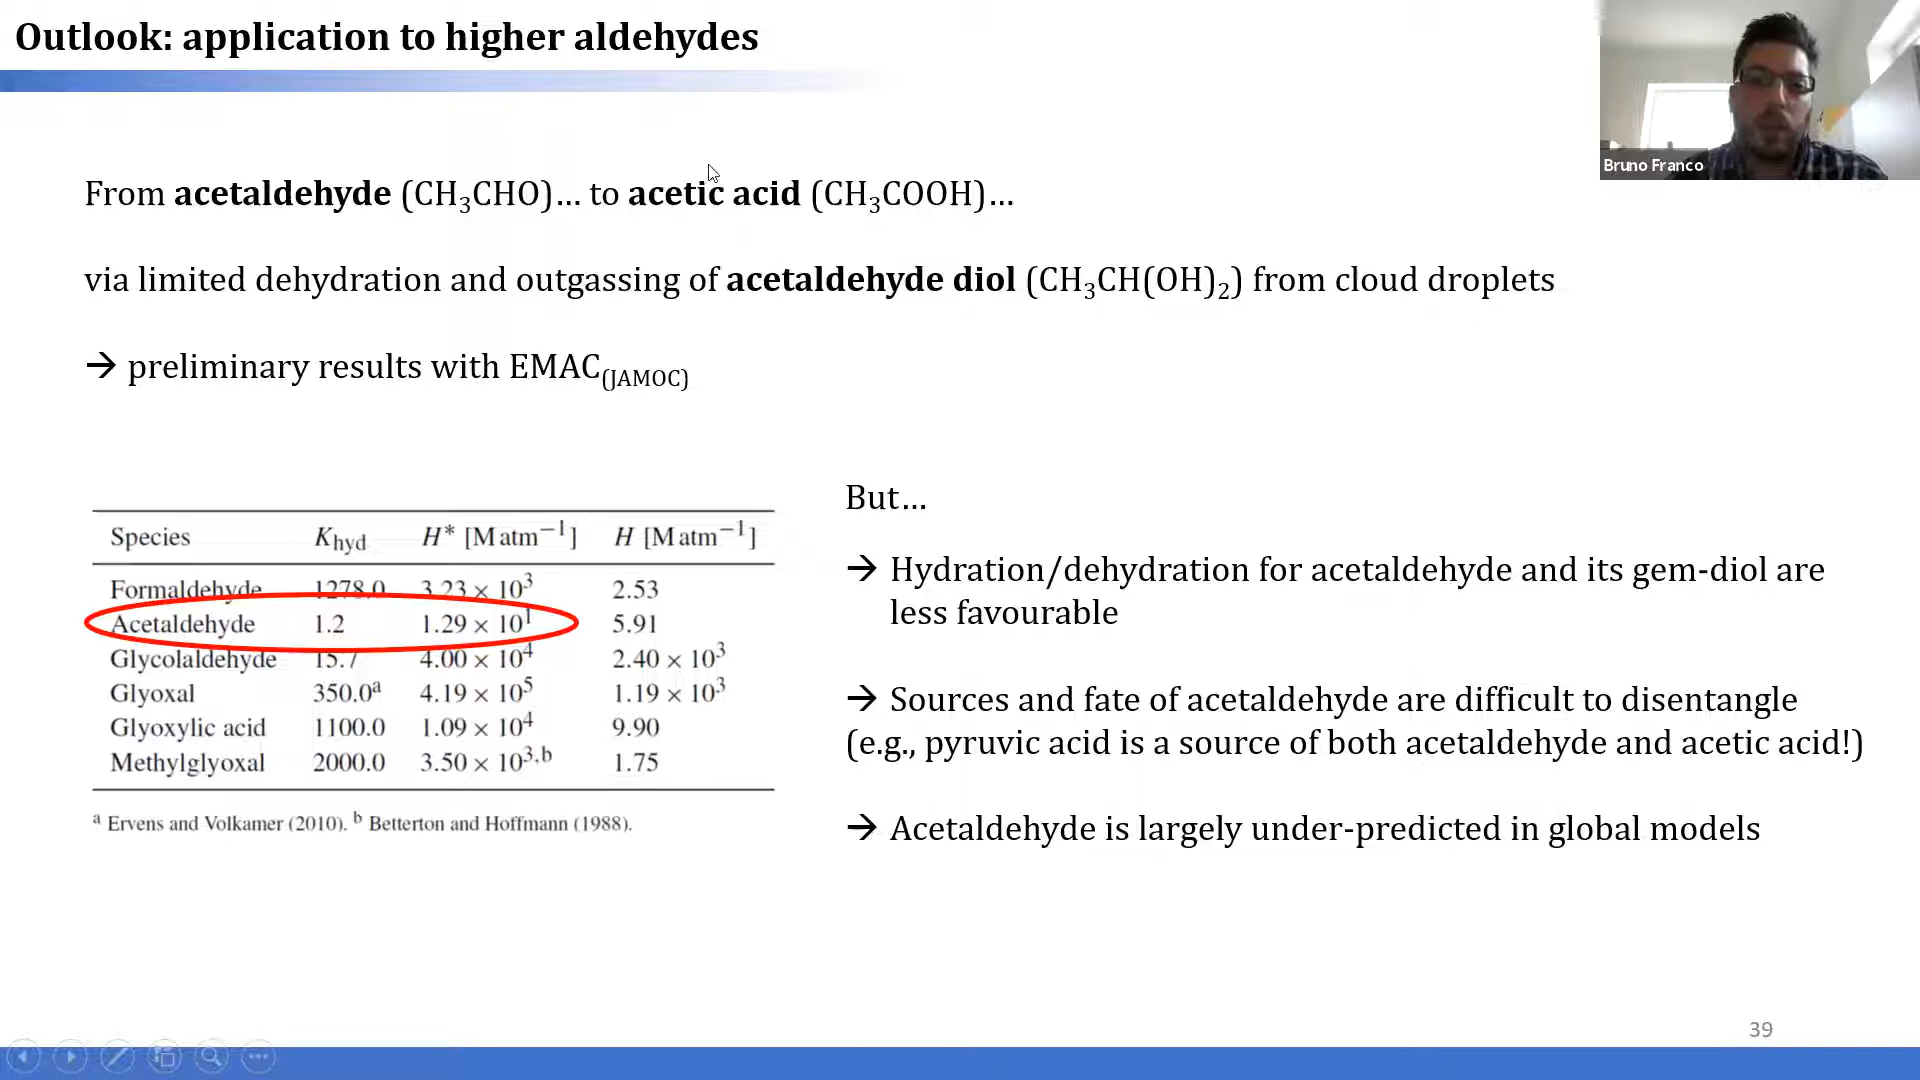 Outlook: application to higher aldehydes
Bruno Franco
From acetaldehyde (CH₃CHO)... to acetic acid (CH₃COOH)...
via limited dehydration and outgassing of acetaldehyde diol (CH₃CH(OH)₂) from cloud droplets
→ preliminary results with EMAC(JAMOC)
Species K_hyd H* [M atm⁻¹] H [M atm⁻¹]
Formaldehyde 1278.0 3.23 × 10³ 2.53
Acetaldehyde 1.2 1.29 × 10¹ 5.91
Glycolaldehyde 15.7 4.00 × 10⁴ 2.40 × 10³
Glyoxal 350.0ᵃ 4.19 × 10⁵ 1.19 × 10³
Glyoxylic acid 1100.0 1.09 × 10⁴ 9.90
Methylglyoxal 2000.0 3.50 × 10³,ᵇ 1.75
ᵃ Ervens and Volkamer (2010). ᵇ Betterton and Hoffmann (1988).
But...
→ Hydration/dehydration for acetaldehyde and its gem-diol are
less favourable
→ Sources and fate of acetaldehyde are difficult to disentangle
(e.g., pyruvic acid is a source of both acetaldehyde and acetic acid!)
→ Acetaldehyde is largely under-predicted in global models
39